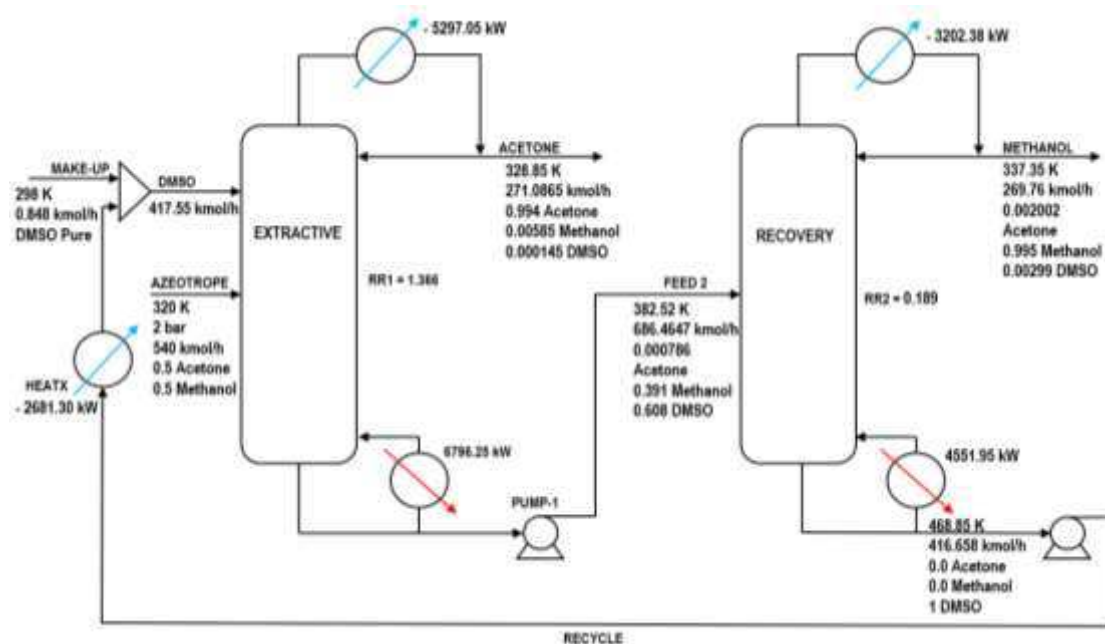 - 5297.05 kW
- 3202.38 kW
MAKE-UP
298 K
0.848 kmol/h
DMSO Pure
DMSO
417.55 kmol/h
ACETONE
328.85 K
271.0865 kmol/h
0.994 Acetone
0.00585 Methanol
0.000145 DMSO
METHANOL
337.35 K
269.76 kmol/h
0.002002
Acetone
0.995 Methanol
0.00299 DMSO
EXTRACTIVE
RECOVERY
RR1 = 1.366
RR2 = 0.189
AZEOTROPE
320 K
2 bar
540 kmol/h
0.5 Acetone
0.5 Methanol
FEED 2
382.52 K
686.4647 kmol/h
0.000786
Acetone
0.391 Methanol
0.608 DMSO
HEATX
- 2681.30 kW
6796.25 kW
4551.95 kW
PUMP-1
468.85 K
416.658 kmol/h
0.0 Acetone
0.0 Methanol
1 DMSO
RECYCLE